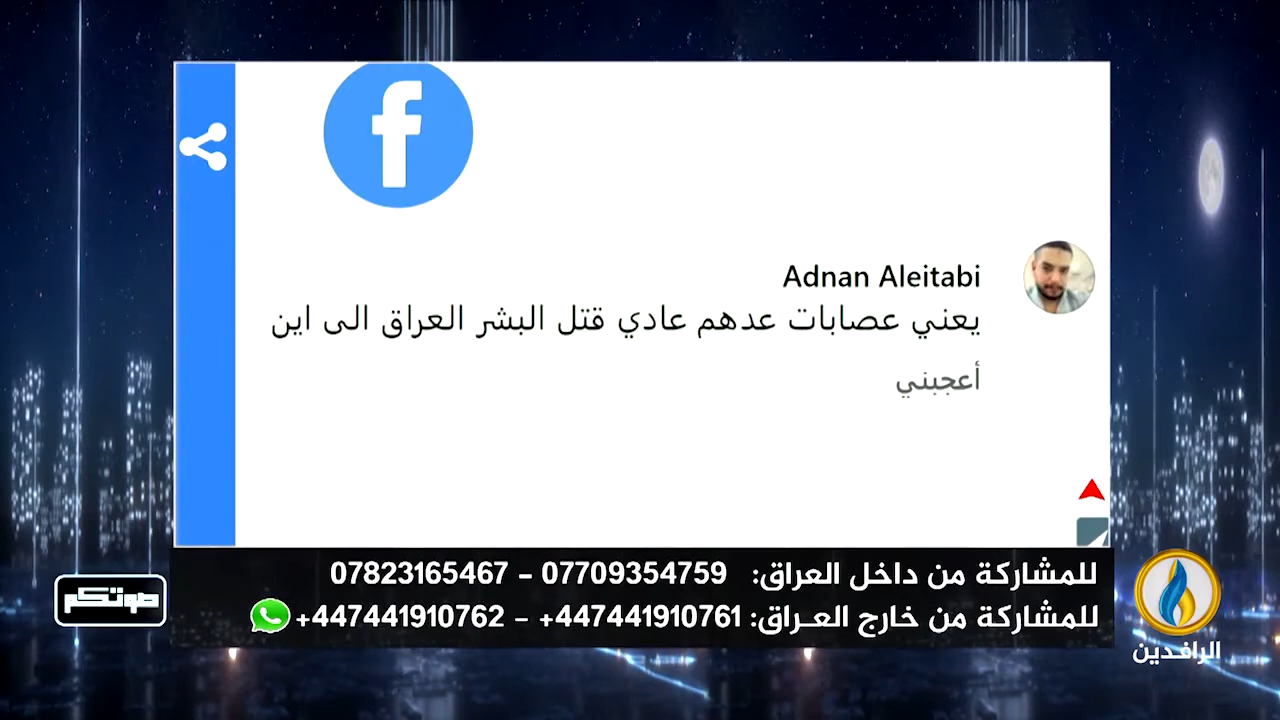 Adnan Aleitabi
يعني عصابات عدهم عادي قتل البشر العراق الى اين
أعجبني
للمشاركة من داخل العراق: 07709354759 - 07823165467
للمشاركة من خارج العـراق: 447441910761+ - 447441910762+
صوتكم
الرافـدين